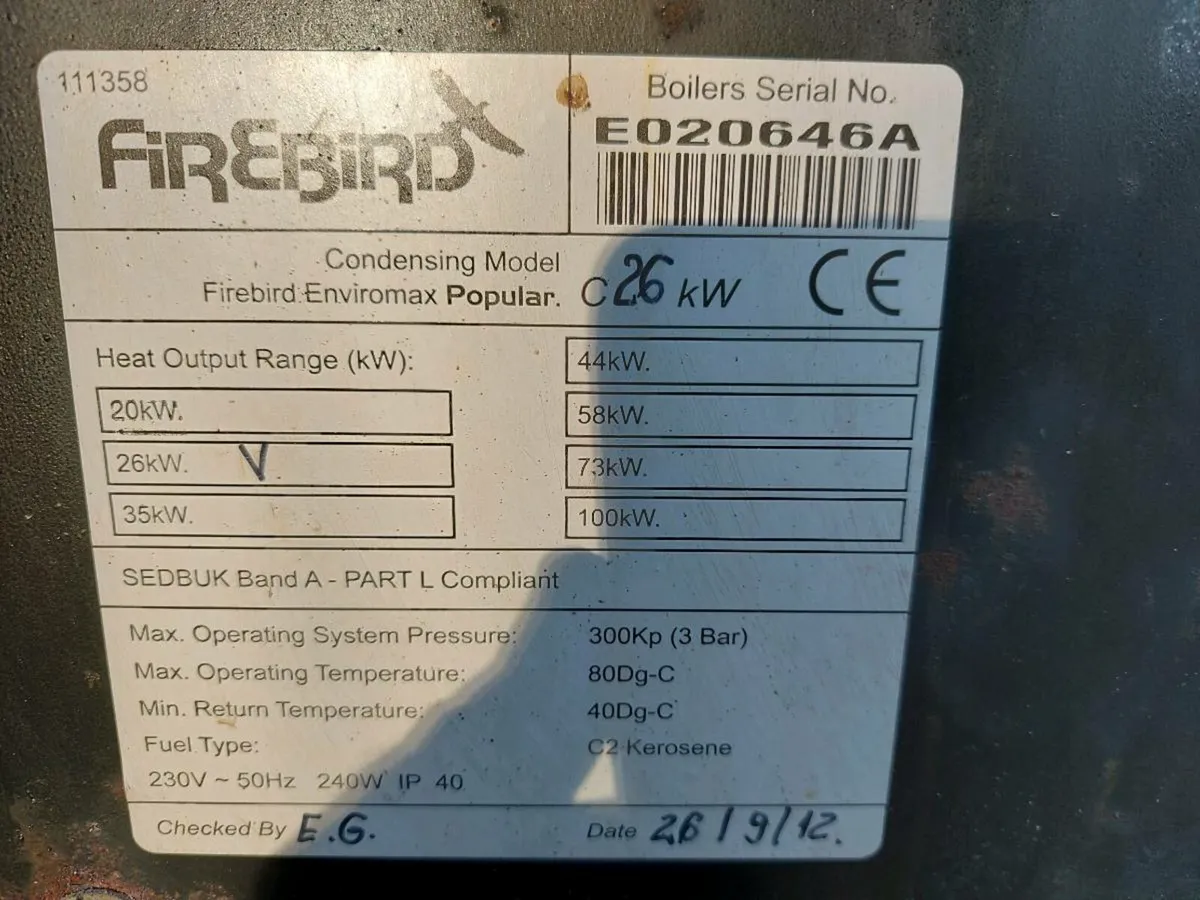 111358
FiREBiRD
Boilers Serial No.
E020646A
Condensing Model
Firebird Enviromax Popular. C26 kW CE
Heat Output Range (kW):
20kW.
26kW. V
35kW.
44kW.
58kW.
73kW.
100kW.
SEDBUK Band A - PART L Compliant
Max. Operating System Pressure: 300Kp (3 Bar)
Max. Operating Temperature: 80Dg-C
Min. Return Temperature: 40Dg-C
Fuel Type: C2 Kerosene
230V ~ 50Hz 240W IP 40
Checked By E.G. Date 26/9/12.